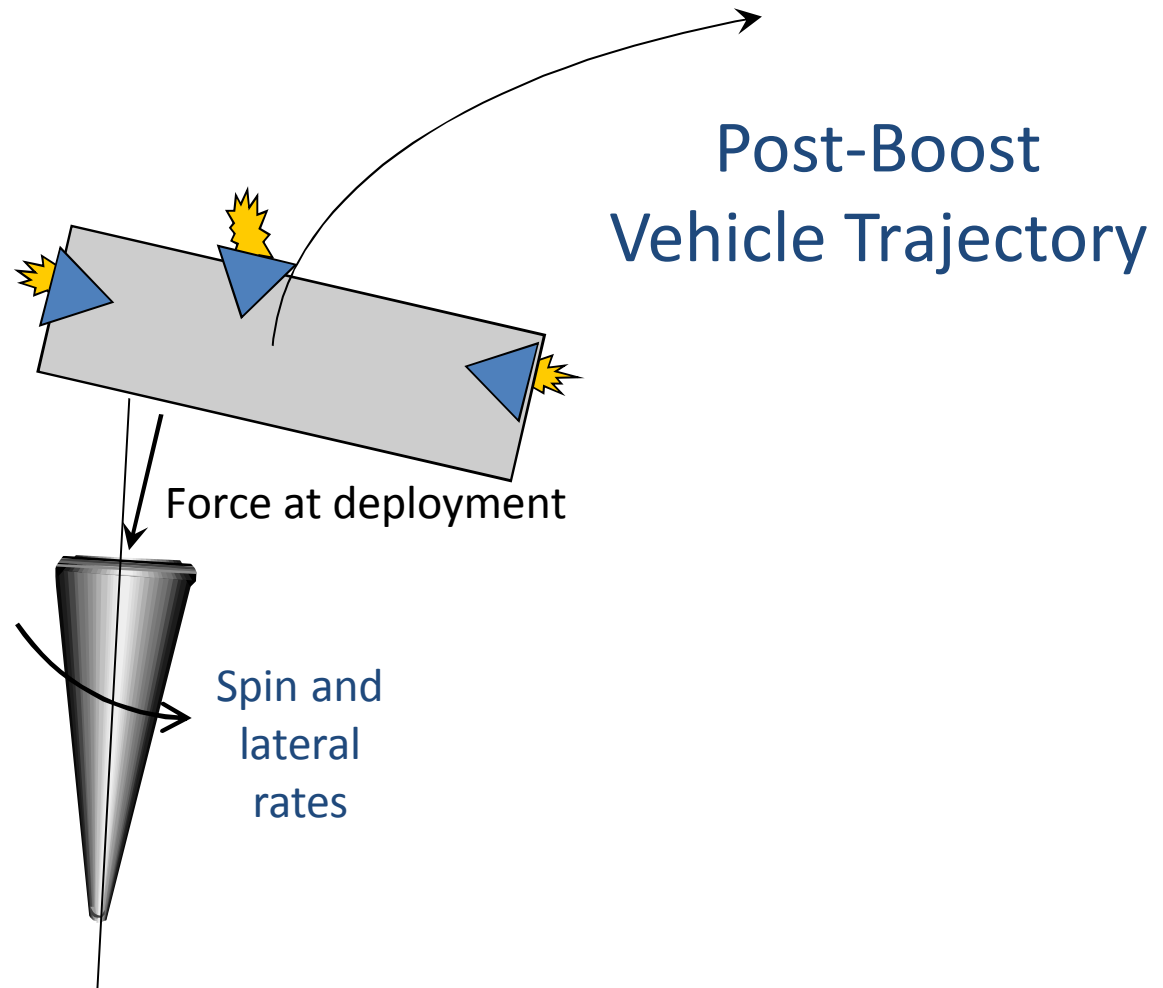 Post-Boost
Vehicle Trajectory
Force at deployment
Spin and
lateral
rates